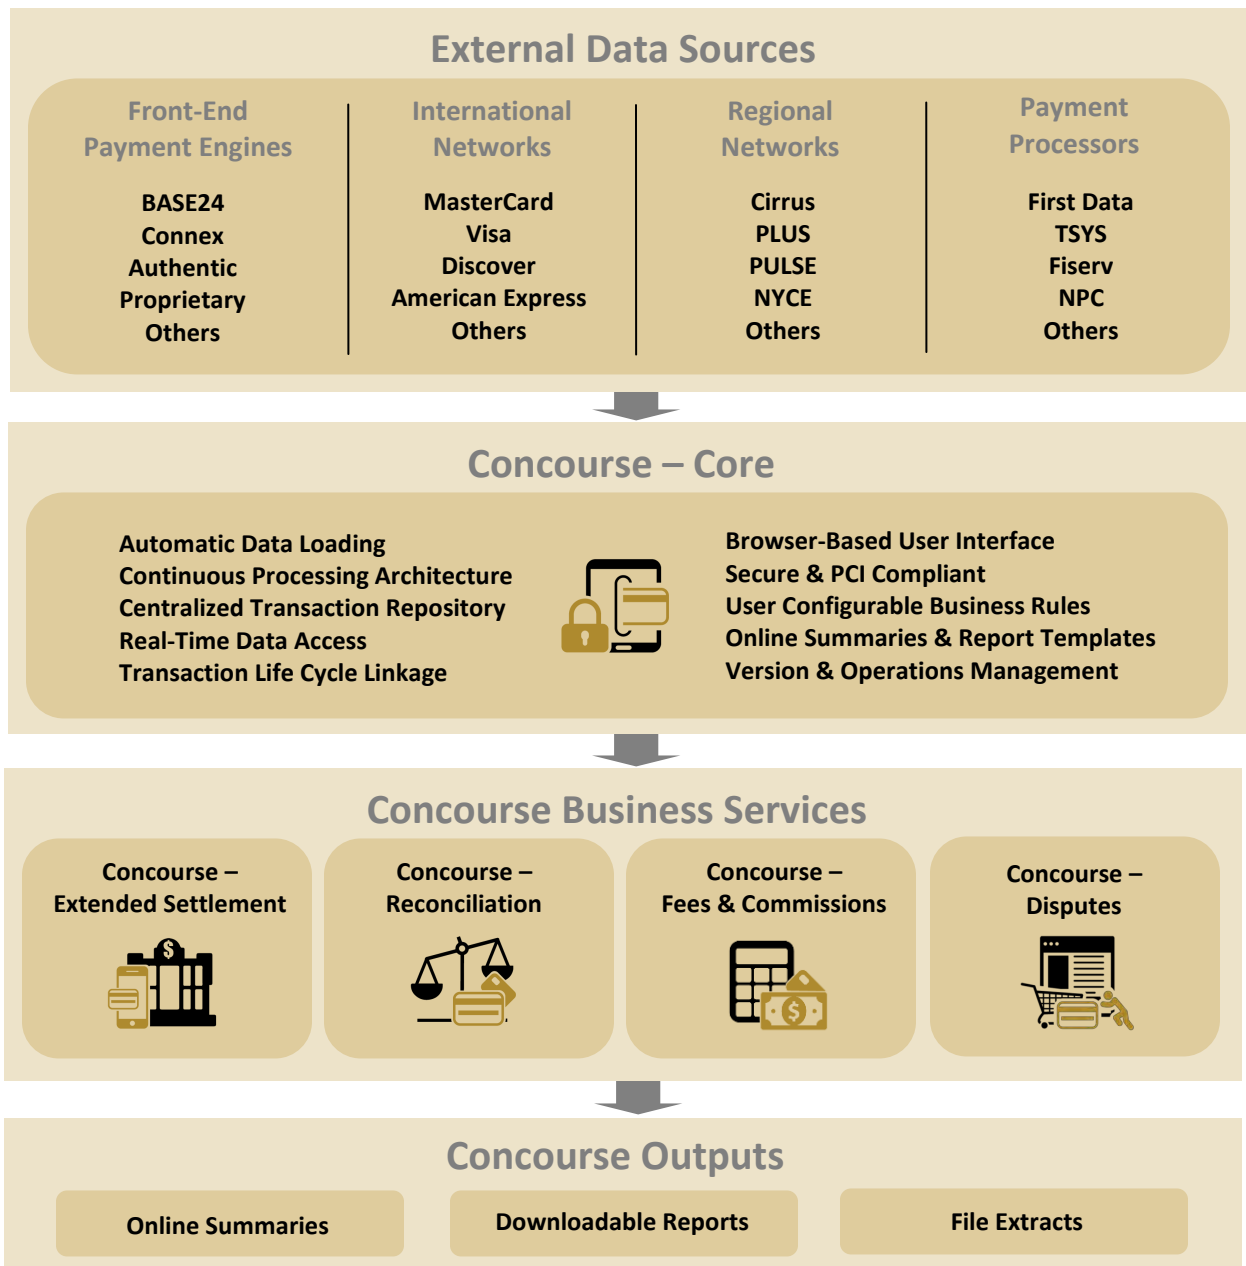 External Data Sources
Front-End
Payment Engines
BASE24
Connex
Authentic
Proprietary
Others
International
Networks
MasterCard
Visa
Discover
American Express
Others
Regional
Networks
Cirrus
PLUS
PULSE
NYCE
Others
Payment
Processors
First Data
TSYS
Fiserv
NPC
Others
Concourse – Core
Automatic Data Loading
Continuous Processing Architecture
Centralized Transaction Repository
Real-Time Data Access
Transaction Life Cycle Linkage
Browser-Based User Interface
Secure & PCI Compliant
User Configurable Business Rules
Online Summaries & Report Templates
Version & Operations Management
Concourse Business Services
Concourse –
Extended Settlement
$
Concourse –
Reconciliation
Concourse –
Fees & Commissions
$
Concourse –
Disputes
Concourse Outputs
Online Summaries
Downloadable Reports
File Extracts